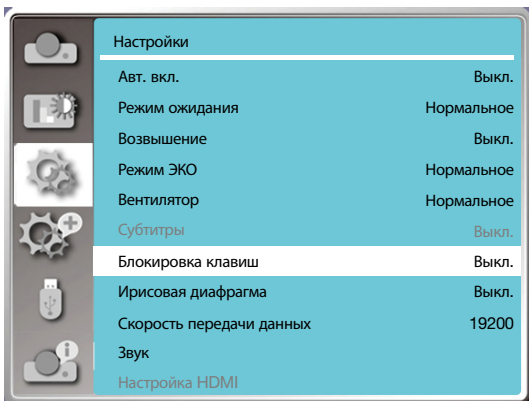 Настройки
Авт. вкл. Выкл.
Режим ожидания Нормальное
Возвышение Выкл.
Режим ЭКО Нормальное
Вентилятор Нормальное
Субтитры Выкл.
Блокировка клавиш Выкл.
Ирисовая диафрагма Выкл.
Скорость передачи данных 19200
Звук
Настройка HDMI